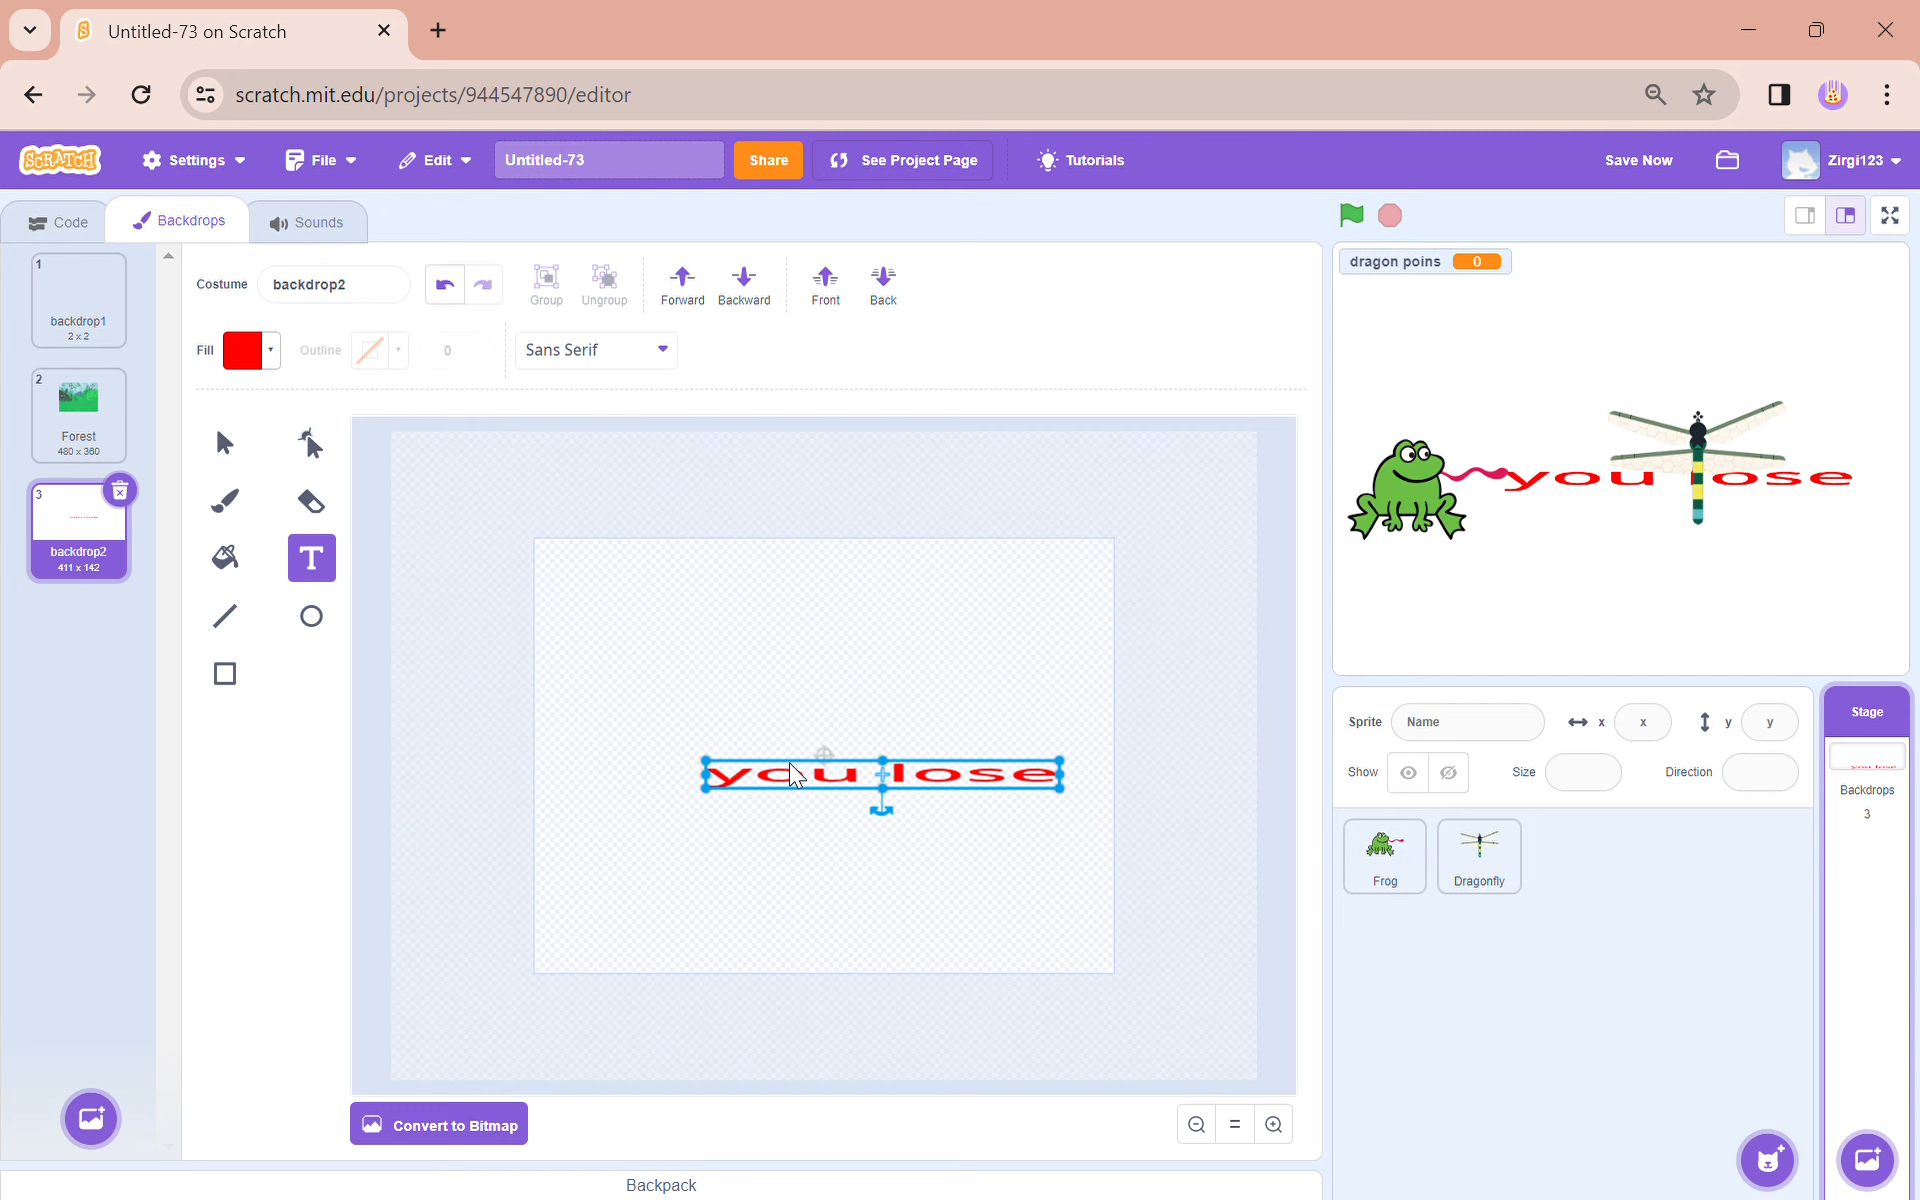 Untitled-73 on Scratch
scratch.mit.edu/projects/944547890/editor
SCRATCH Settings File Edit Untitled-73 Share See Project Page Tutorials Save Now Zirgi123
Code Backdrops Sounds
1
backdrop1
2 x 2
2
Forest
480 x 360
3
backdrop2
411 x 142
Costume backdrop2 Group Ungroup Forward Backward Front Back
Fill Outline 0 Sans Serif
T
you lose
Convert to Bitmap
Backpack
dragon poins 0
you lose
Sprite Name x x y y
Show Size Direction
Frog
Dragonfly
Stage
you lose
Backdrops
3